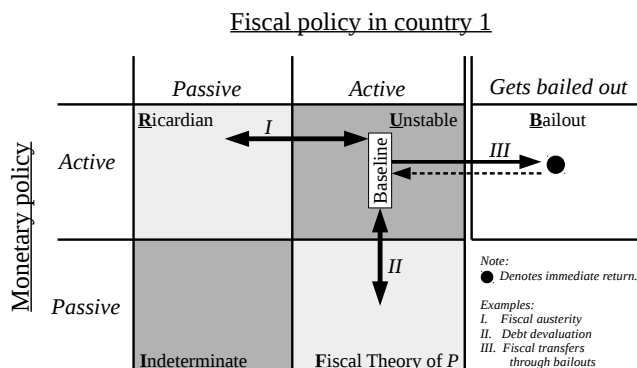 Fiscal policy in country 1
Passive
Active
Gets bailed out
Monetary policy
Active
Passive
Ricardian
Unstable
Bailout
I
Baseline
III
II
Indeterminate
Fiscal Theory of P
Note:
Denotes immediate return.
Examples:
I. Fiscal austerity
II. Debt devaluation
III. Fiscal transfers
through bailouts